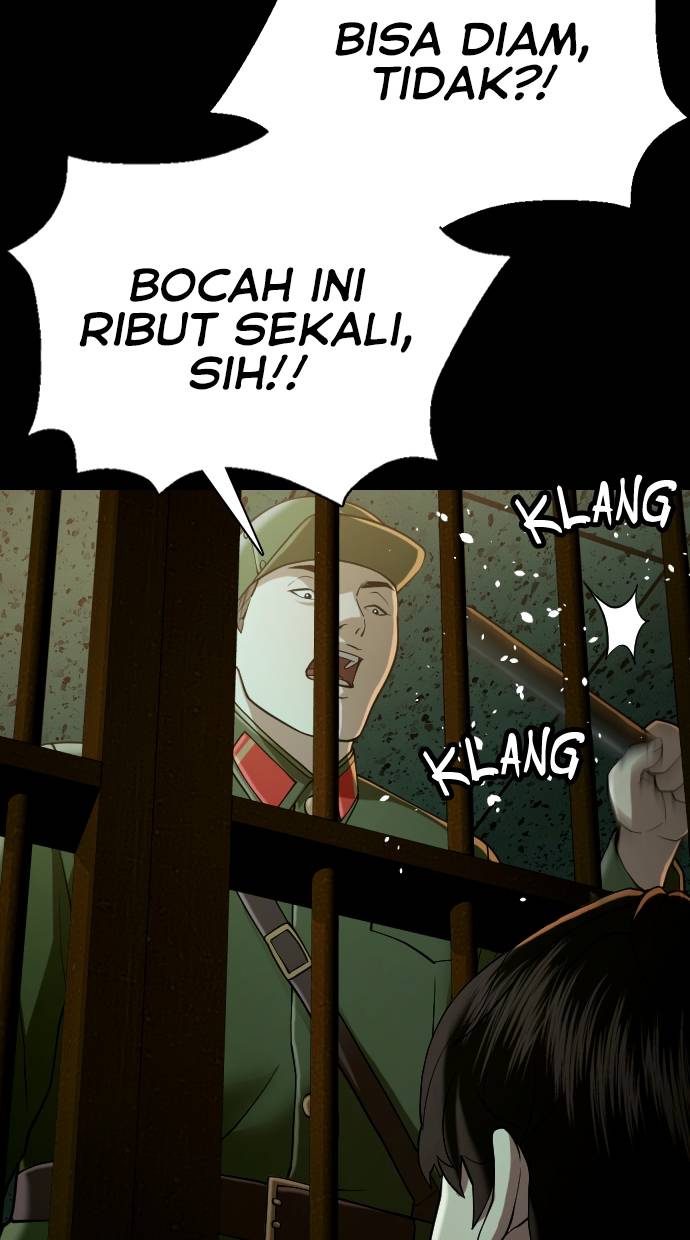 BISA DIAM,
TIDAK?!
BOCAH INI
RIBUT SEKALI,
SIH!!
KLANG
KLANG